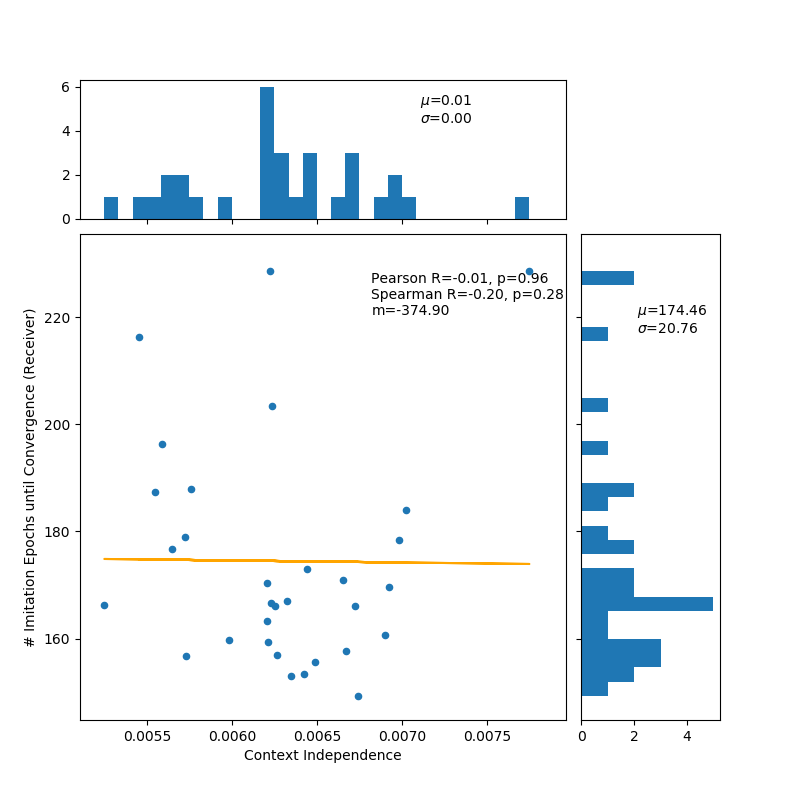 6
4
2
0
μ=0.01
σ=0.00
Pearson R=-0.01, p=0.96
Spearman R=-0.20, p=0.28
m=-374.90
μ=174.46
σ=20.76
220
200
180
160
# Imitation Epochs until Convergence (Receiver)
0.0055 0.0060 0.0065 0.0070 0.0075
Context Independence
0 2 4